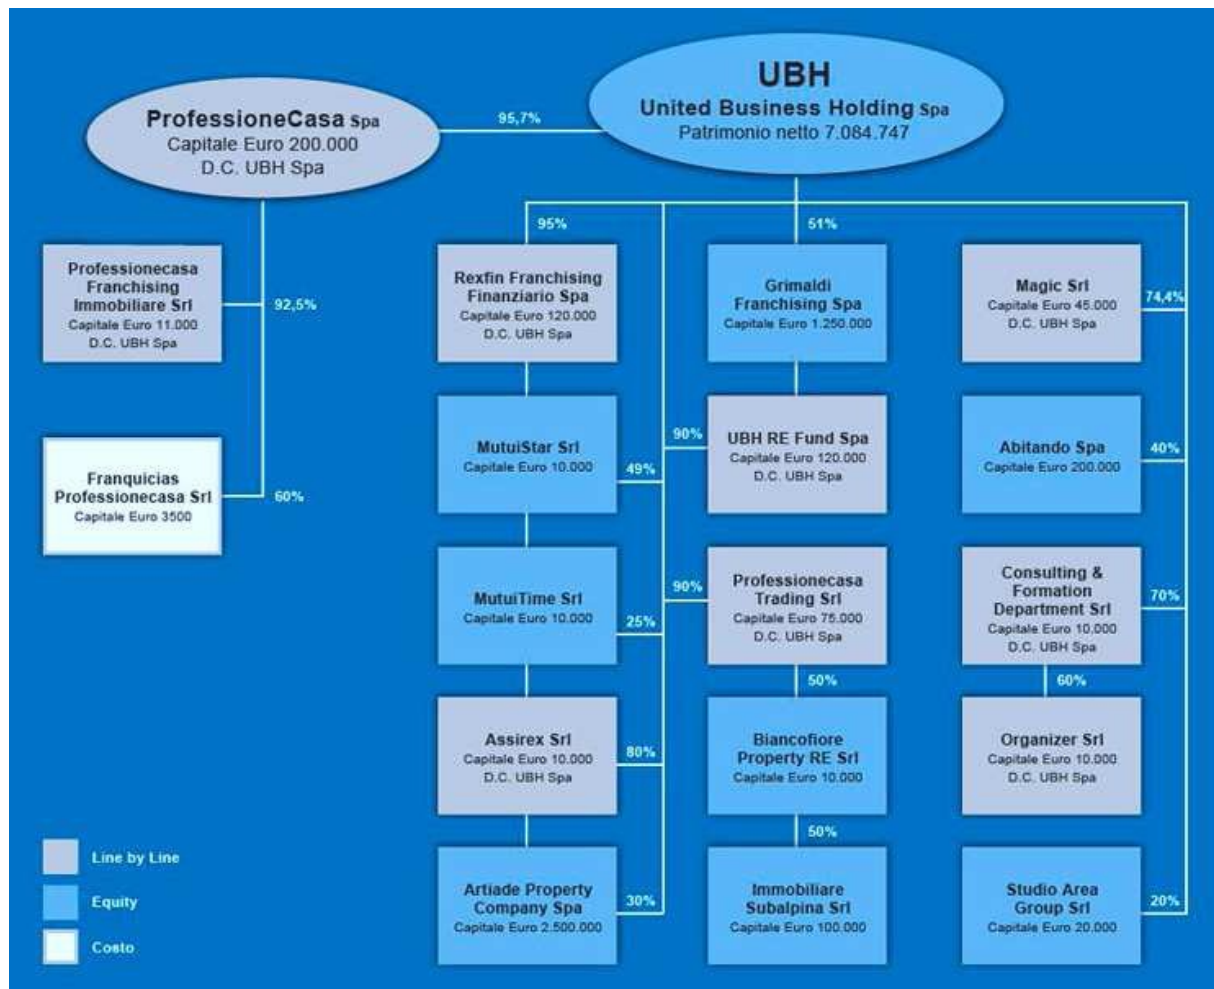 UBH
United Business Holding Spa
Patrimonio netto 7.084.747
95,7%
ProfessioneCasa Spa
Capitale Euro 200.000
D.C. UBH Spa
Professionecasa
Franchising
Immobiliare Srl
Capitale Euro 11.000
D.C. UBH Spa
92,5%
Franquicias
Professionecasa Srl
Capitale Euro 3500
60%
95%
Rexfin Franchising
Finanziario Spa
Capitale Euro 120.000
D.C. UBH Spa
MutuiStar Srl
Capitale Euro 10.000
49%
MutuiTime Srl
Capitale Euro 10.000
25%
Assirex Srl
Capitale Euro 10.000
D.C. UBH Spa
80%
Artiade Property
Company Spa
Capitale Euro 2.500.000
30%
51%
Grimaldi
Franchising Spa
Capitale Euro 1.250.000
90%
UBH RE Fund Spa
Capitale Euro 120.000
D.C. UBH Spa
90%
Professionecasa
Trading Srl
Capitale Euro 75.000
D.C. UBH Spa
50%
Biancofiore
Property RE Srl
Capitale Euro 10.000
50%
Immobiliare
Subalpina Srl
Capitale Euro 100.000
Magic Srl
Capitale Euro 45.000
D.C. UBH Spa
74,4%
Abitando Spa
Capitale Euro 200.000
40%
Consulting &
Formation
Department Srl
Capitale Euro 10.000
D.C. UBH Spa
70%
60%
Organizer Srl
Capitale Euro 10.000
D.C. UBH Spa
Studio Area
Group Srl
Capitale Euro 20.000
20%
Line by Line
Equity
Costo